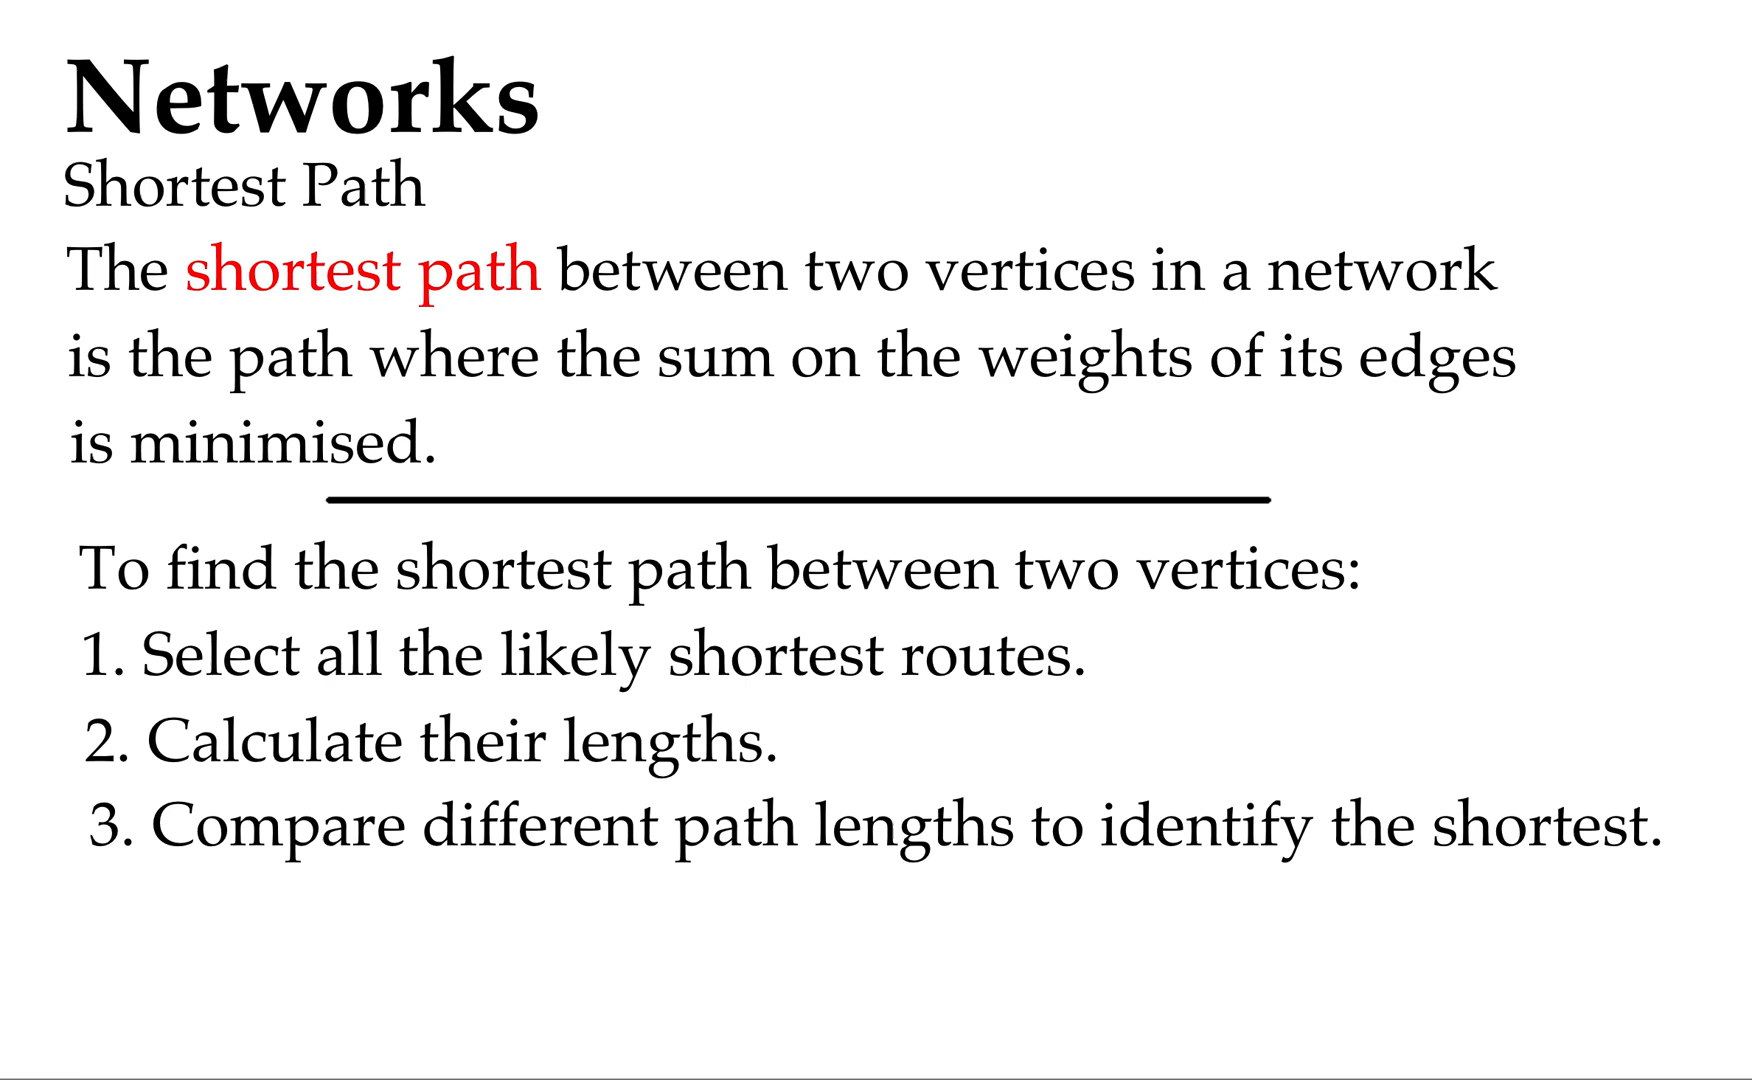 Networks
Shortest Path
The shortest path between two vertices in a network
is the path where the sum on the weights of its edges
is minimised.
To find the shortest path between two vertices:
1. Select all the likely shortest routes.
2. Calculate their lengths.
3. Compare different path lengths to identify the shortest.